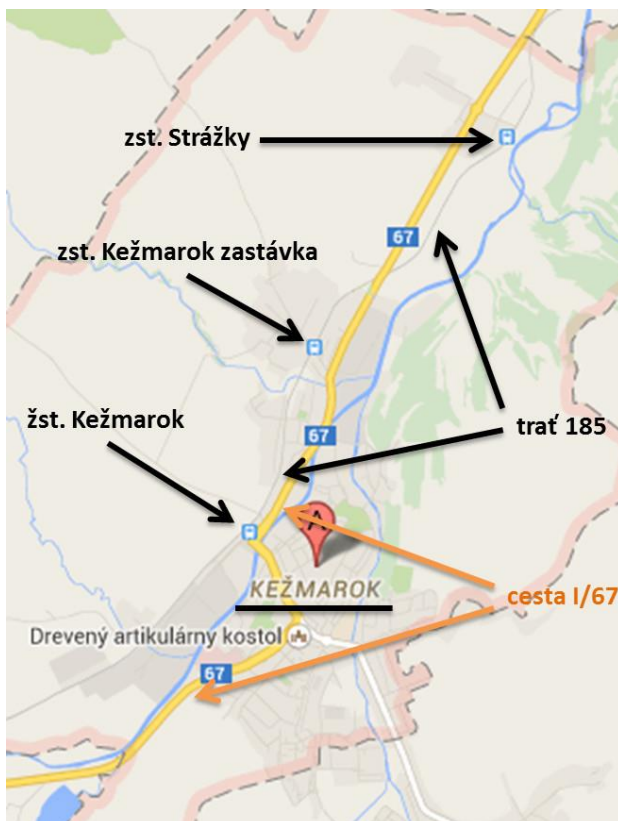 zst. Strážky
67
zst. Kežmarok zastávka
žst. Kežmarok
67
trať 185
A
KEŽMAROK
cesta I/67
Drevený artikulárny kostol
67